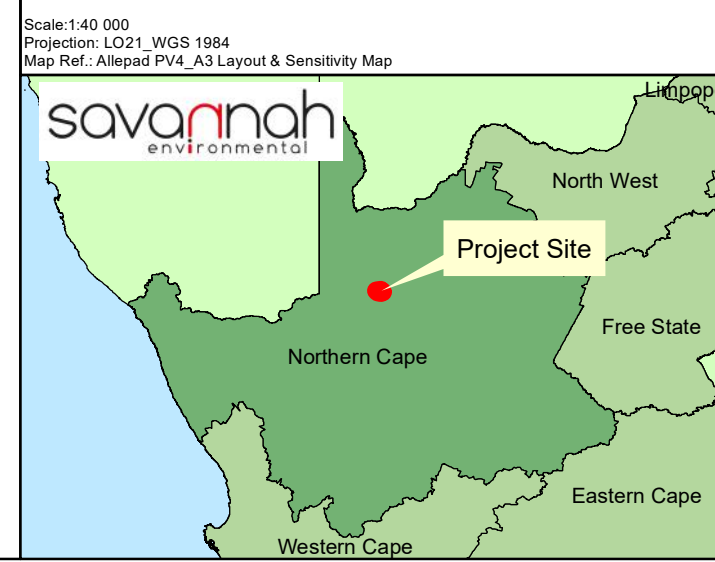 Scale:1:40 000
Projection: LO21_WGS 1984
Map Ref.: Allepad PV4_A3 Layout & Sensitivity Map
savannah
environmental
Limpop
North West
Project Site
Free State
Northern Cape
Eastern Cape
Western Cape